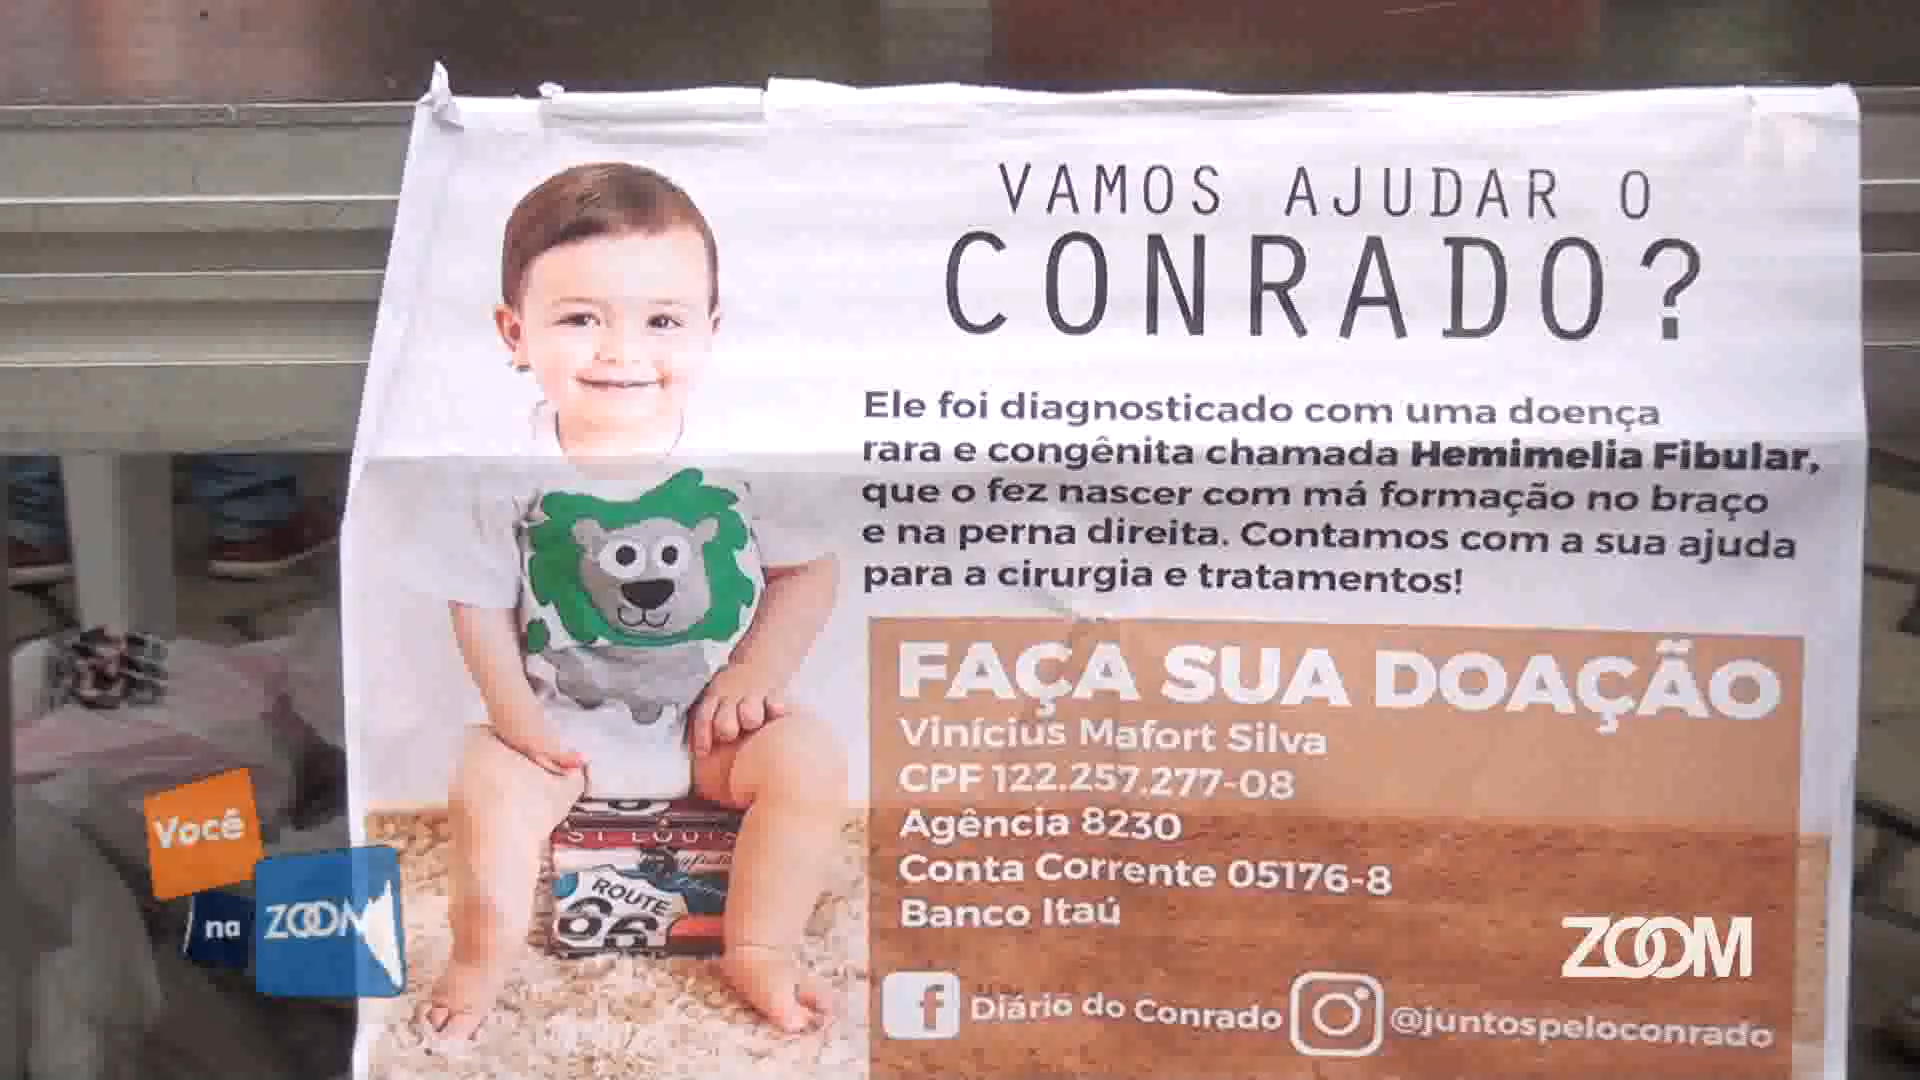 VAMOS AJUDAR O
CONRADO?
Ele foi diagnosticado com uma doença
rara e congênita chamada Hemimelia Fibular,
que o fez nascer com má formação no braço
e na perna direita. Contamos com a sua ajuda
para a cirurgia e tratamentos!
FAÇA SUA DOAÇÃO
Vinícius Mafort Silva
CPF 122.257.277-08
Agência 8230
Conta Corrente 05176-8
Banco Itaú
Diário do Conrado
@juntospeloconrado
ST LOUIS
ROUTE
66
Você
na ZOOM
ZOOM